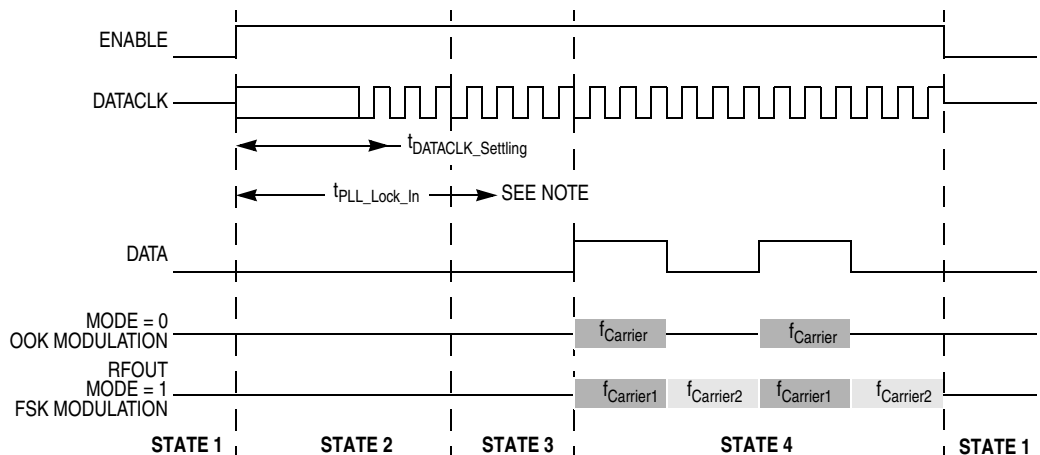 ENABLE
DATACLK
tDATACLK_Settling
tPLL_Lock_In
SEE NOTE
DATA
MODE = 0
OOK MODULATION
fCarrier
fCarrier
RFOUT
MODE = 1
FSK MODULATION
fCarrier1
fCarrier2
fCarrier1
fCarrier2
STATE 1
STATE 2
STATE 3
STATE 4
STATE 1